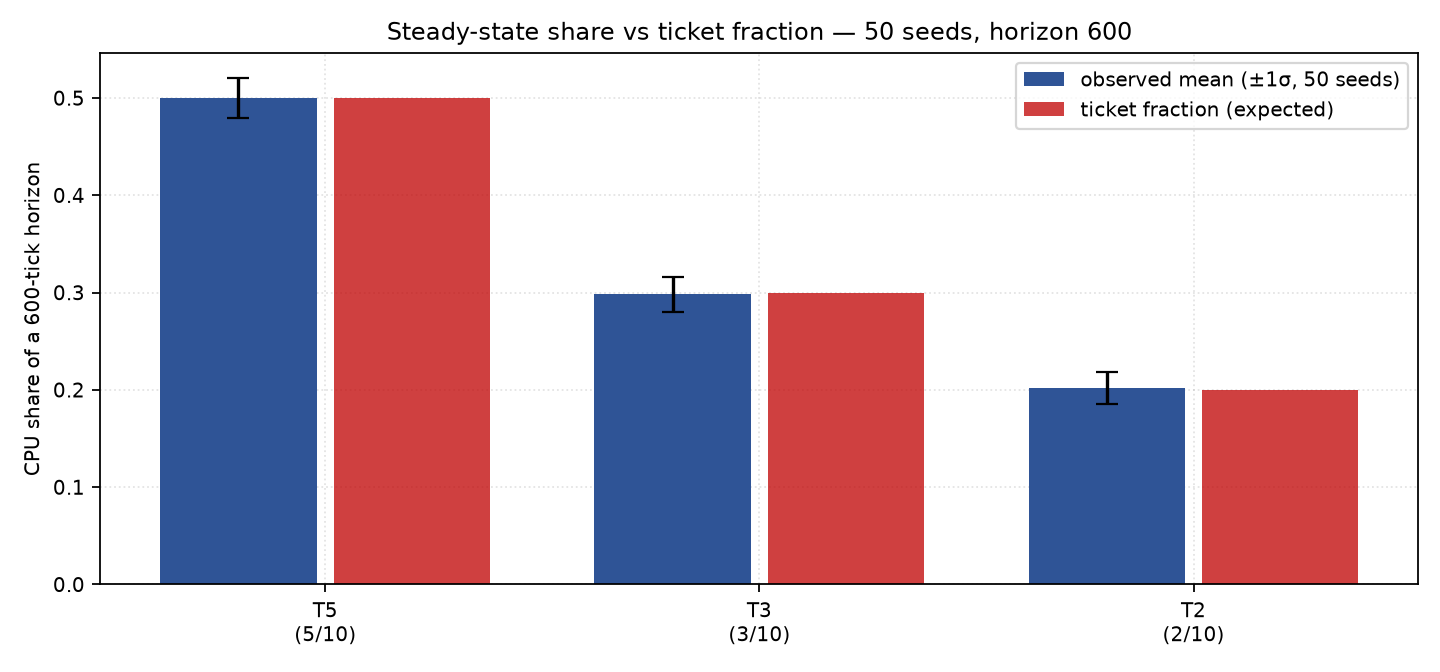 Steady-state share vs ticket fraction — 50 seeds, horizon 600
observed mean (±1σ, 50 seeds)
ticket fraction (expected)
CPU share of a 600-tick horizon
0.5
0.4
0.3
0.2
0.1
0.0
T5
(5/10)
T3
(3/10)
T2
(2/10)